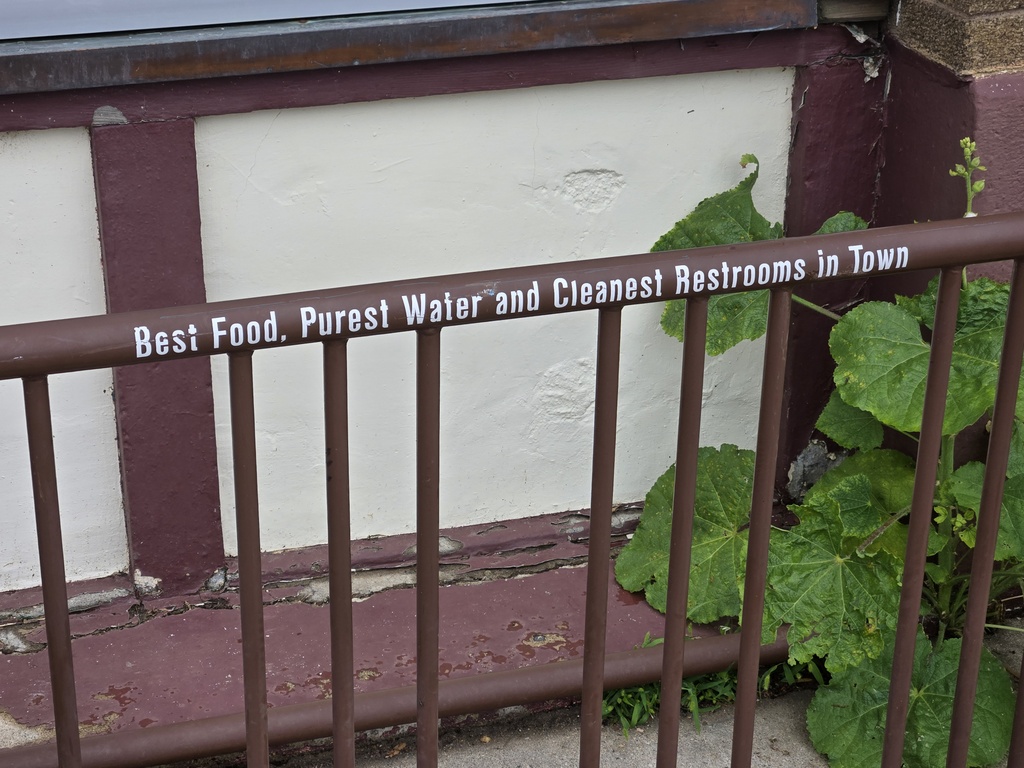 Best Food, Purest Water and Cleanest Restrooms in Town